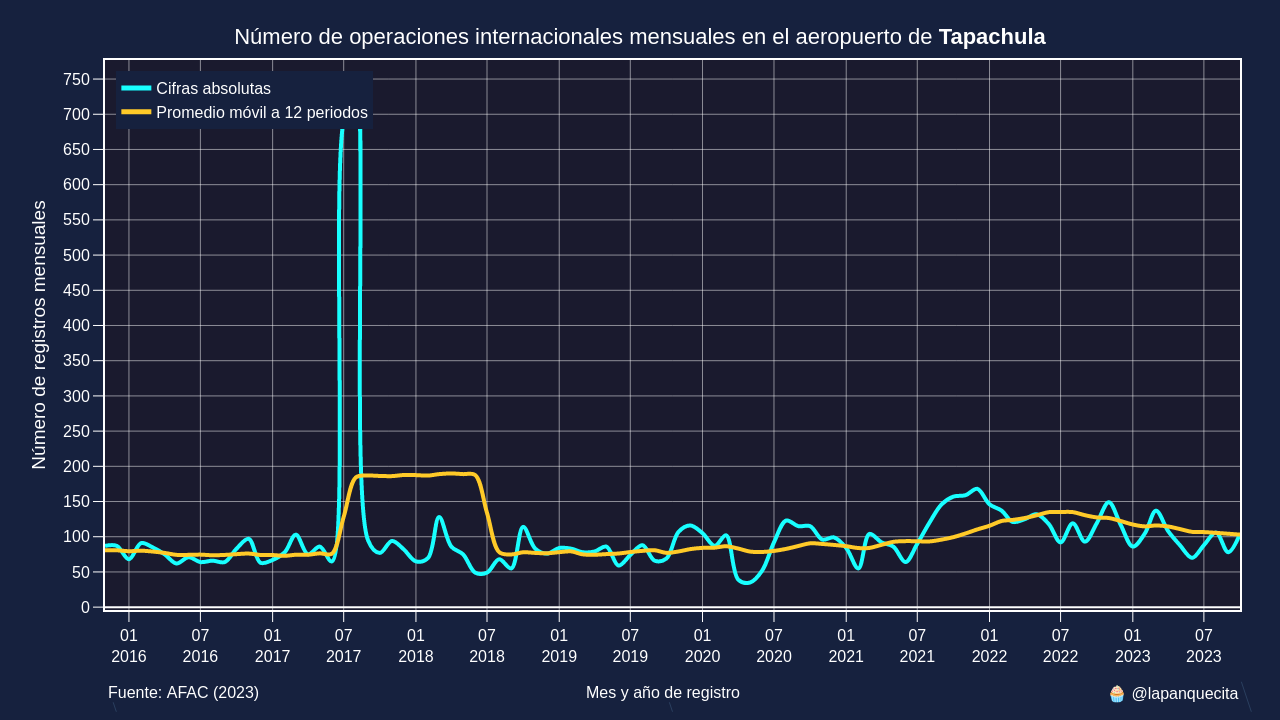 Número de operaciones internacionales mensuales en el aeropuerto de Tapachula
Cifras absolutas
Promedio móvil a 12 periodos
Número de registros mensuales
750
700
650
600
550
500
450
400
350
300
250
200
150
100
50
0
01 07 01 07 01 07 01 07 01 07 01 07 01 07 01 07
2016 2016 2017 2017 2018 2018 2019 2019 2020 2020 2021 2021 2022 2022 2023 2023
Fuente: AFAC (2023)
Mes y año de registro
🧁 @lapanquecita